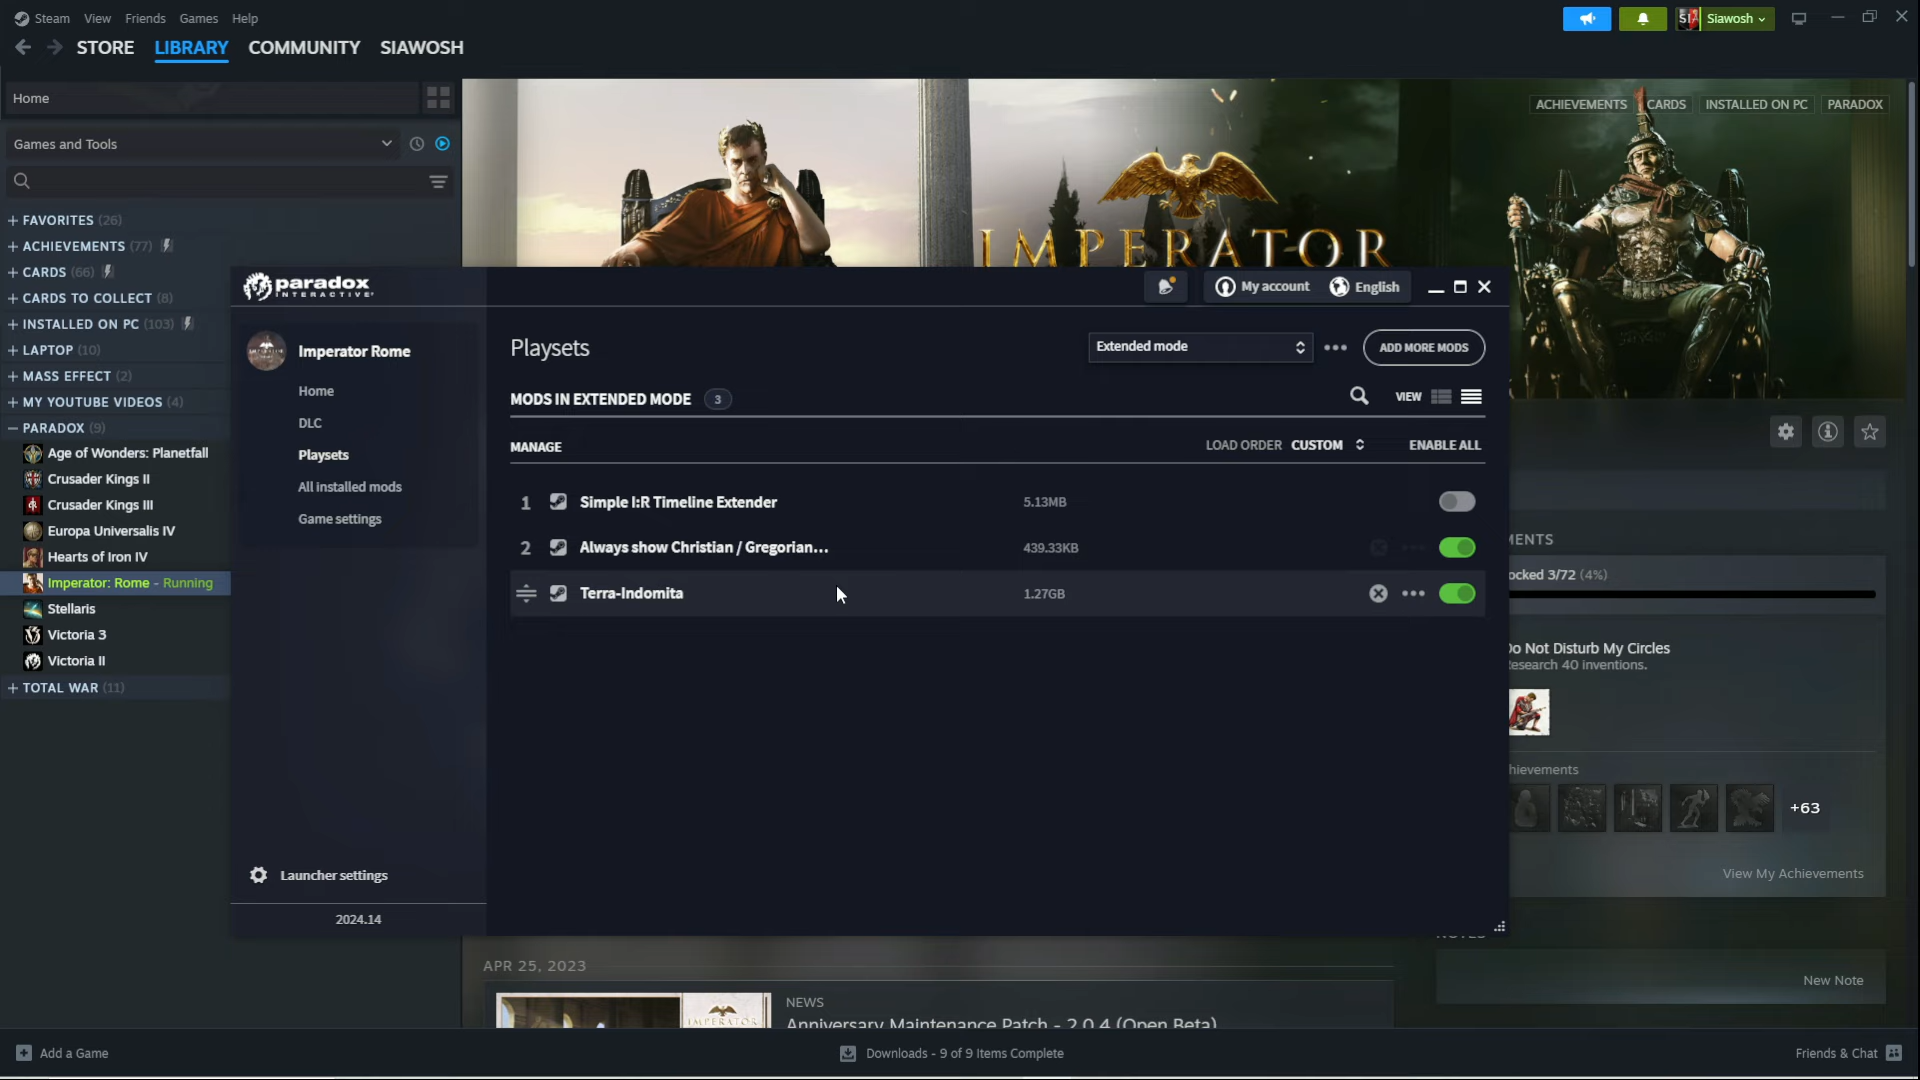 Steam View Friends Games Help
Siawosh
STORE LIBRARY COMMUNITY SIAWOSH
Home
ACHIEVEMENTS CARDS INSTALLED ON PC PARADOX
Games and Tools
+ FAVORITES (26)
+ ACHIEVEMENTS (77)
+ CARDS (66)
+ CARDS TO COLLECT (8)
+ INSTALLED ON PC (103)
+ LAPTOP (10)
+ MASS EFFECT (2)
+ MY YOUTUBE VIDEOS (4)
— PARADOX (9)
Age of Wonders: Planetfall
Crusader Kings II
Crusader Kings III
Europa Universalis IV
Hearts of Iron IV
Imperator: Rome - Running
Stellaris
Victoria 3
Victoria II
+ TOTAL WAR (11)
IMPERATOR
paradox
INTERACTIVE
My account English
Imperator Rome
Home
DLC
Playsets
All installed mods
Game settings
Launcher settings
2024.14
Playsets
Extended mode
ADD MORE MODS
MODS IN EXTENDED MODE 3
VIEW
MANAGE LOAD ORDER CUSTOM ENABLE ALL
1 Simple I:R Timeline Extender 5.13MB
2 Always show Christian / Gregorian... 439.33KB
Terra-Indomita 1.27GB
ENTS
ocked 3/72 (4%)
Do Not Disturb My Circles
esearch 40 inventions.
hievements
+63
View My Achievements
New Note
APR 25, 2023
NEWS
IMPERATOR
Anniversary Maintenance Patch - 2.0.4 (Open Beta)
Add a Game
Downloads - 9 of 9 Items Complete
Friends & Chat